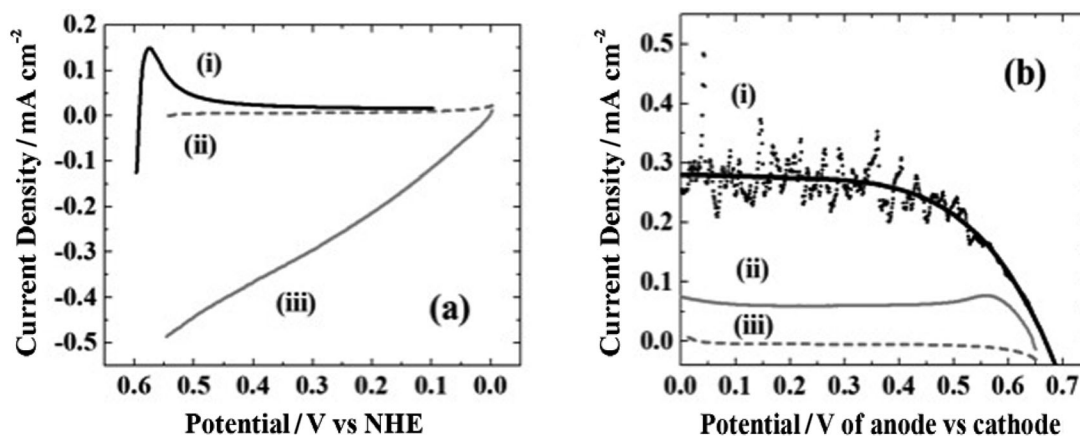 0.2
0.1
0.0
-0.1
-0.2
-0.3
-0.4
-0.5
Current Density / mA cm⁻²
(i)
(ii)
(iii)
(a)
0.6 0.5 0.4 0.3 0.2 0.1 0.0
Potential / V vs NHE
0.5
0.4
0.3
0.2
0.1
0.0
Current Density / mA cm⁻²
(i)
(b)
(ii)
(iii)
0.0 0.1 0.2 0.3 0.4 0.5 0.6 0.7
Potential / V of anode vs cathode